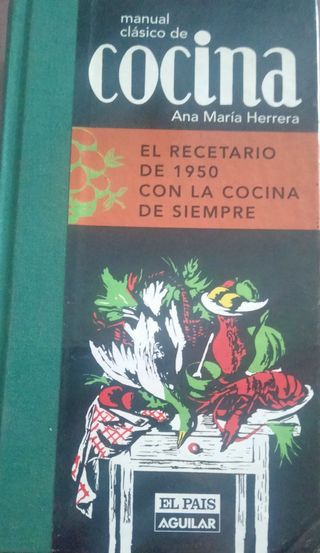 manual
clásico de
cocina
Ana María Herrera
EL RECETARIO
DE 1950
CON LA COCINA
DE SIEMPRE
EL PAIS
AGUILAR